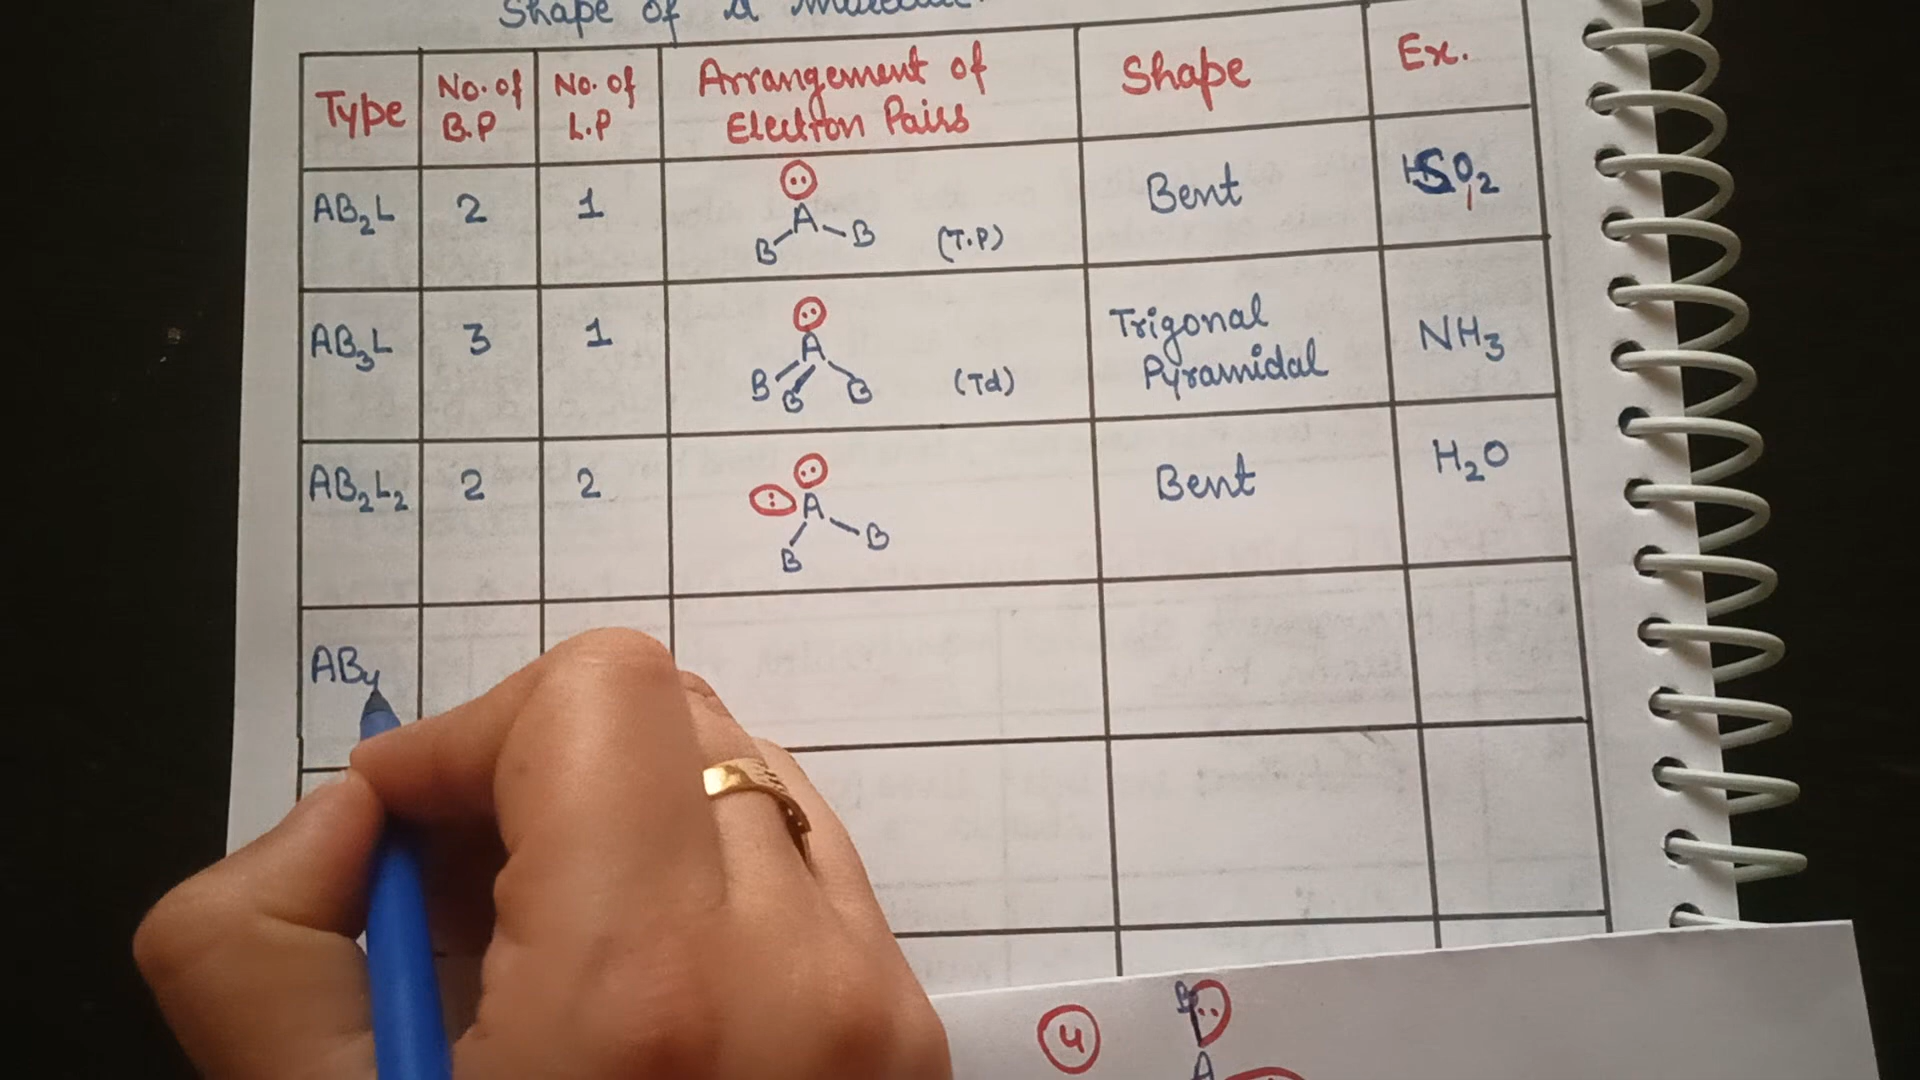 Shape of a Molecule
Type
No. of
B.P
No. of
L.P
Arrangement of
Electron Pairs
Shape
Ex.
AB₂L
2
1
A
B B
(T.P)
Bent
SO₂
AB₃L
3
1
A
B B B
(Td)
Trigonal
Pyramidal
NH₃
AB₂L₂
2
2
A
B
B
Bent
H₂O
AB₄
4
B
A